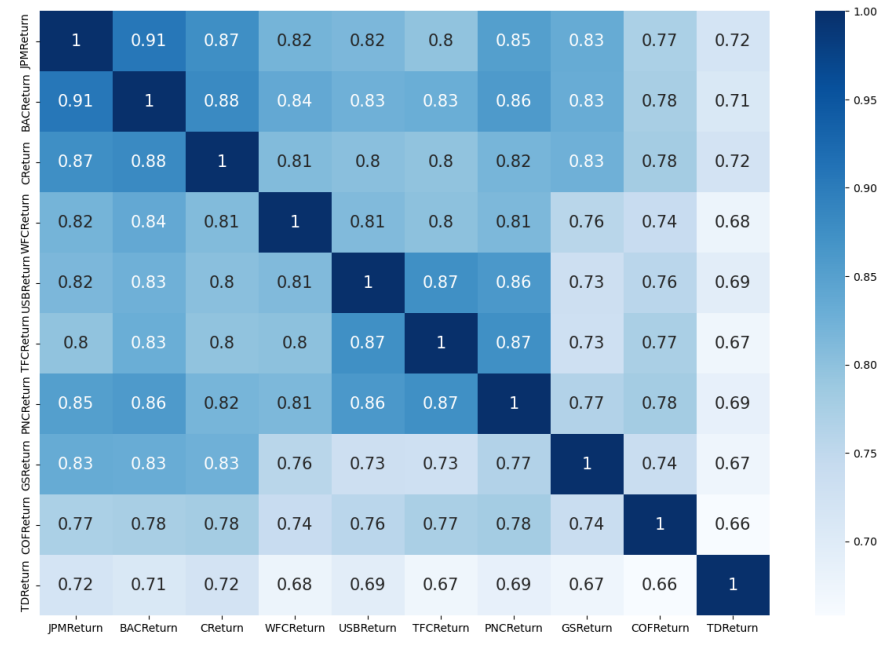 JPMReturn 1 0.91 0.87 0.82 0.82 0.8 0.85 0.83 0.77 0.72
BACReturn 0.91 1 0.88 0.84 0.83 0.83 0.86 0.83 0.78 0.71
CReturn 0.87 0.88 1 0.81 0.8 0.8 0.82 0.83 0.78 0.72
WFCReturn 0.82 0.84 0.81 1 0.81 0.8 0.81 0.76 0.74 0.68
USBReturn 0.82 0.83 0.8 0.81 1 0.87 0.86 0.73 0.76 0.69
TFCReturn 0.8 0.83 0.8 0.8 0.87 1 0.87 0.73 0.77 0.67
PNCReturn 0.85 0.86 0.82 0.81 0.86 0.87 1 0.77 0.78 0.69
GSReturn 0.83 0.83 0.83 0.76 0.73 0.73 0.77 1 0.74 0.67
COFReturn 0.77 0.78 0.78 0.74 0.76 0.77 0.78 0.74 1 0.66
TDReturn 0.72 0.71 0.72 0.68 0.69 0.67 0.69 0.67 0.66 1
JPMReturn BACReturn CReturn WFCReturn USBReturn TFCReturn PNCReturn GSReturn COFReturn TDReturn
1.00
0.95
0.90
0.85
0.80
0.75
0.70